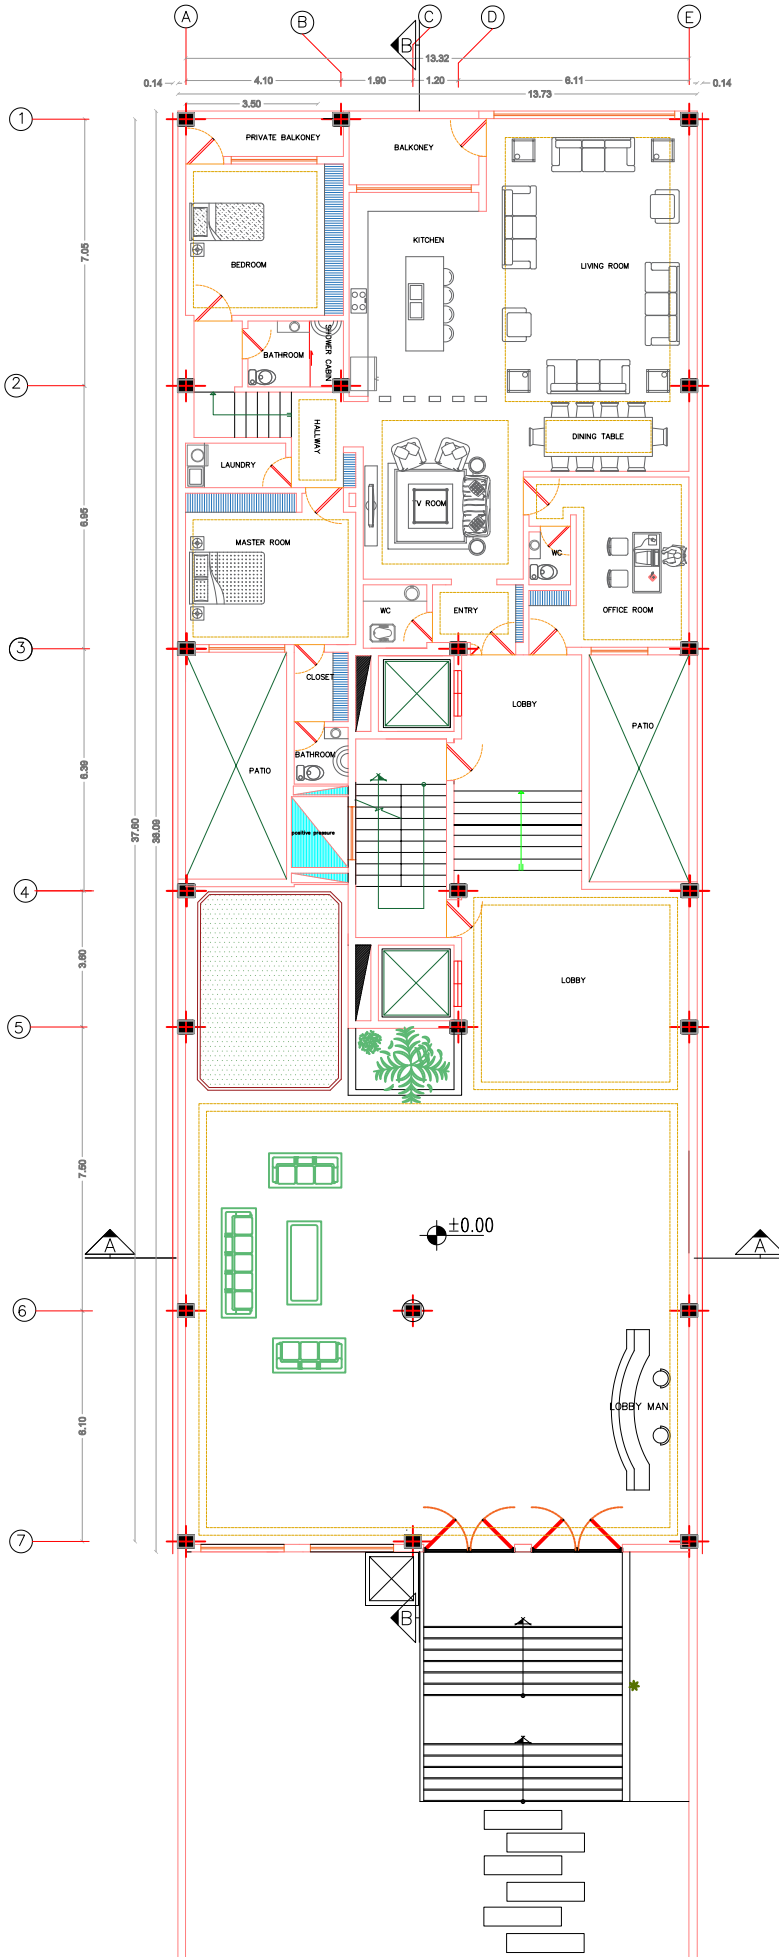 A
B
C
D
E
B
13.32
0.14
4.10
1.90
1.20
6.11
0.14
13.73
3.50
1
PRIVATE BALKONEY
BALKONEY
7.05
KITCHEN
BEDROOM
LIVING ROOM
BATHROOM
SHOWER CABIN
2
HALLWAY
DINING TABLE
LAUNDRY
6.95
TV ROOM
MASTER ROOM
WC
WC
ENTRY
OFFICE ROOM
3
CLOSET
LOBBY
PATIO
BATHROOM
PATIO
6.39
37.60
38.09
positive pressure
4
3.60
LOBBY
5
7.50
±0.00
A
A
6
LOBBY MAN
6.10
7
B